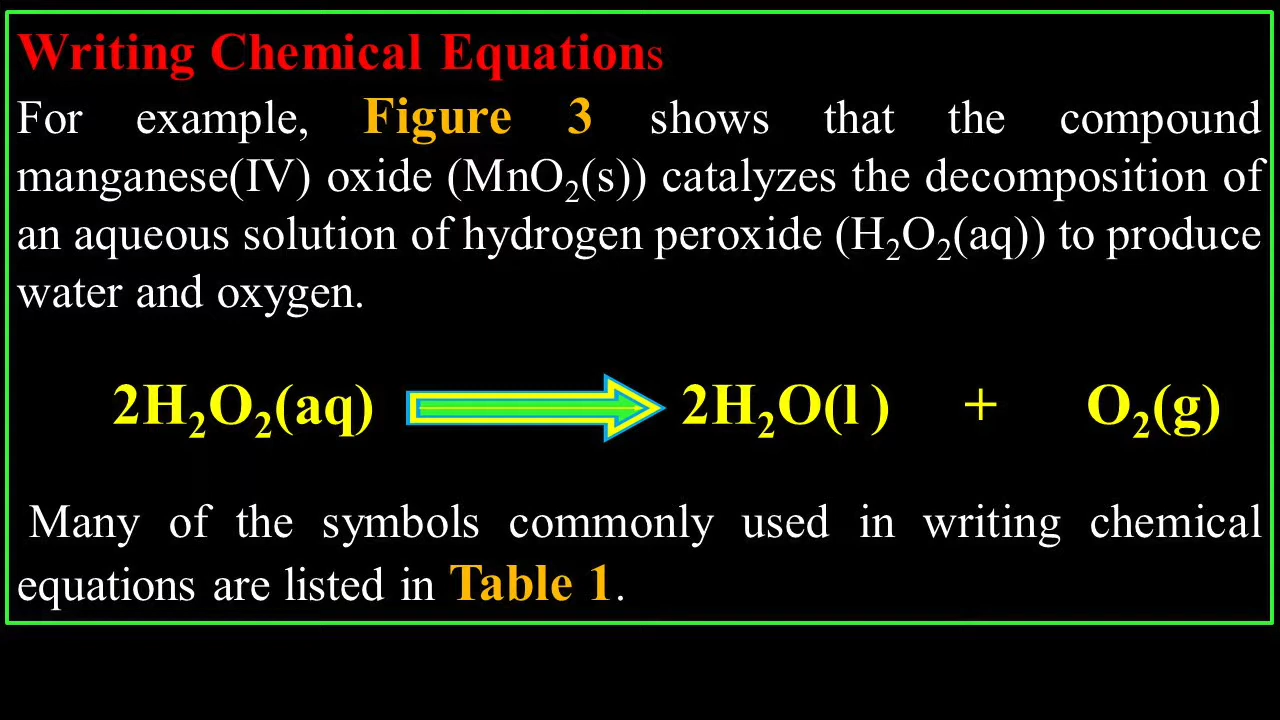 Writing Chemical Equations
For example, Figure 3 shows that the compound
manganese(IV) oxide (MnO₂(s)) catalyzes the decomposition of
an aqueous solution of hydrogen peroxide (H₂O₂(aq)) to produce
water and oxygen.
2H₂O₂(aq) 2H₂O(l ) + O₂(g)
Many of the symbols commonly used in writing chemical
equations are listed in Table 1.